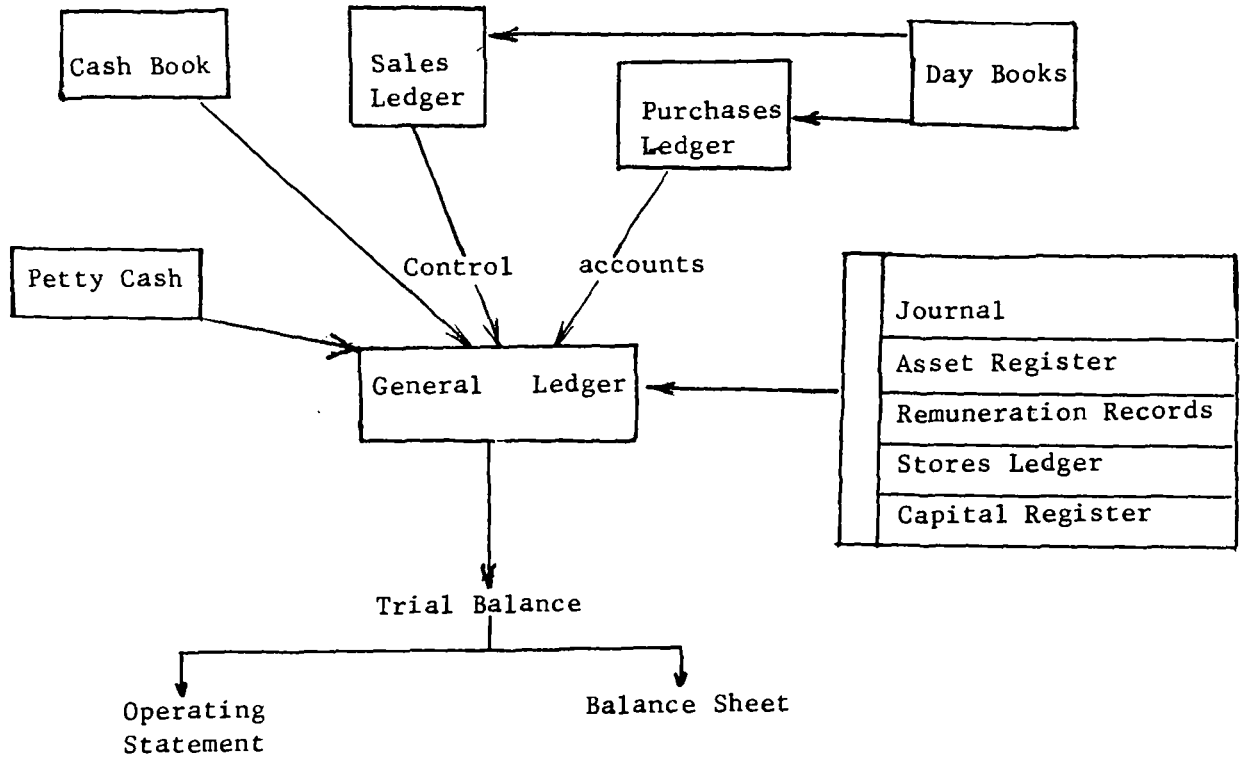 Cash Book
Sales
Ledger
Purchases
Ledger
Day Books
Petty Cash
Control accounts
General Ledger
Journal
Asset Register
Remuneration Records
Stores Ledger
Capital Register
Trial Balance
Operating
Statement
Balance Sheet